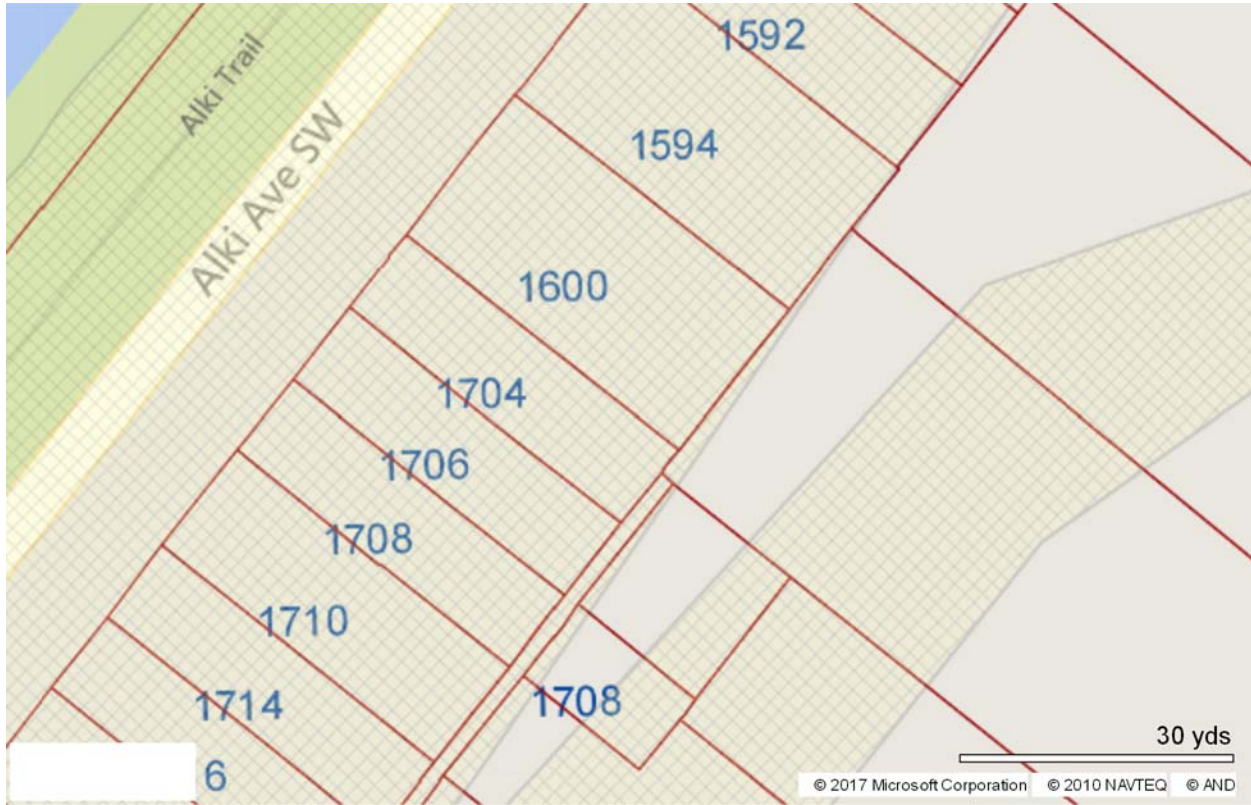 1592
Alki Trail
1594
Alki Ave SW
1600
1704
1706
1708
1710
1708
1714
6
30 yds
© 2017 Microsoft Corporation © 2010 NAVTEQ © AND